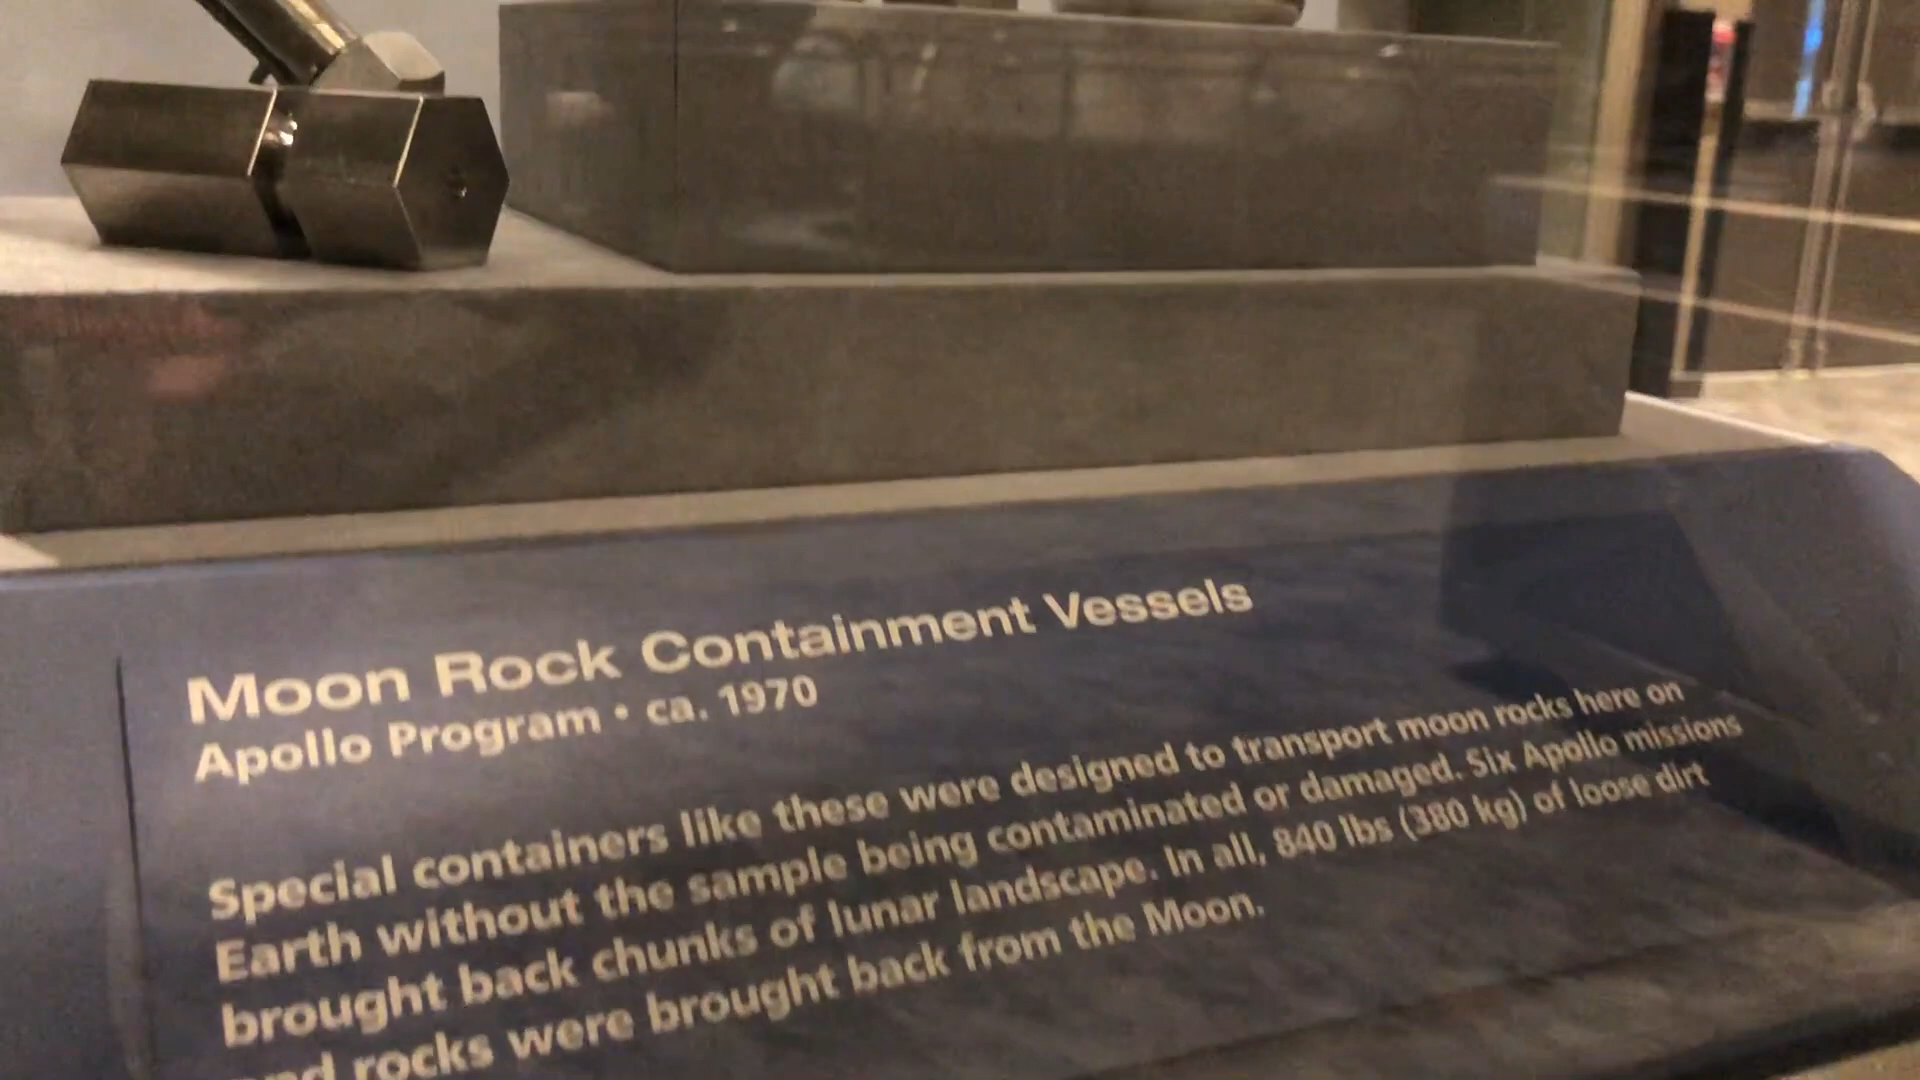 Moon Rock Containment Vessels
Apollo Program • ca. 1970
Special containers like these were designed to transport moon rocks here on
Earth without the sample being contaminated or damaged. Six Apollo missions
brought back chunks of lunar landscape. In all, 840 lbs (380 kg) of loose dirt
and rocks were brought back from the Moon.